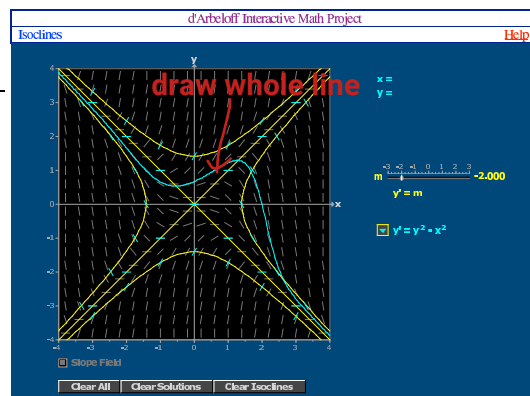 d'Arbeloff Interactive Math Project
Isoclines
Help
y
draw whole line
x =
y =
4
3
2
1
0
-1
-2
-3
-4
x
-4
-3
-2
-1
0
1
2
3
4
-3 -2 -1 0 1 2 3
m
-2.000
y' = m
y' = y² - x²
Slope Field
Clear All
Clear Solutions
Clear Isoclines